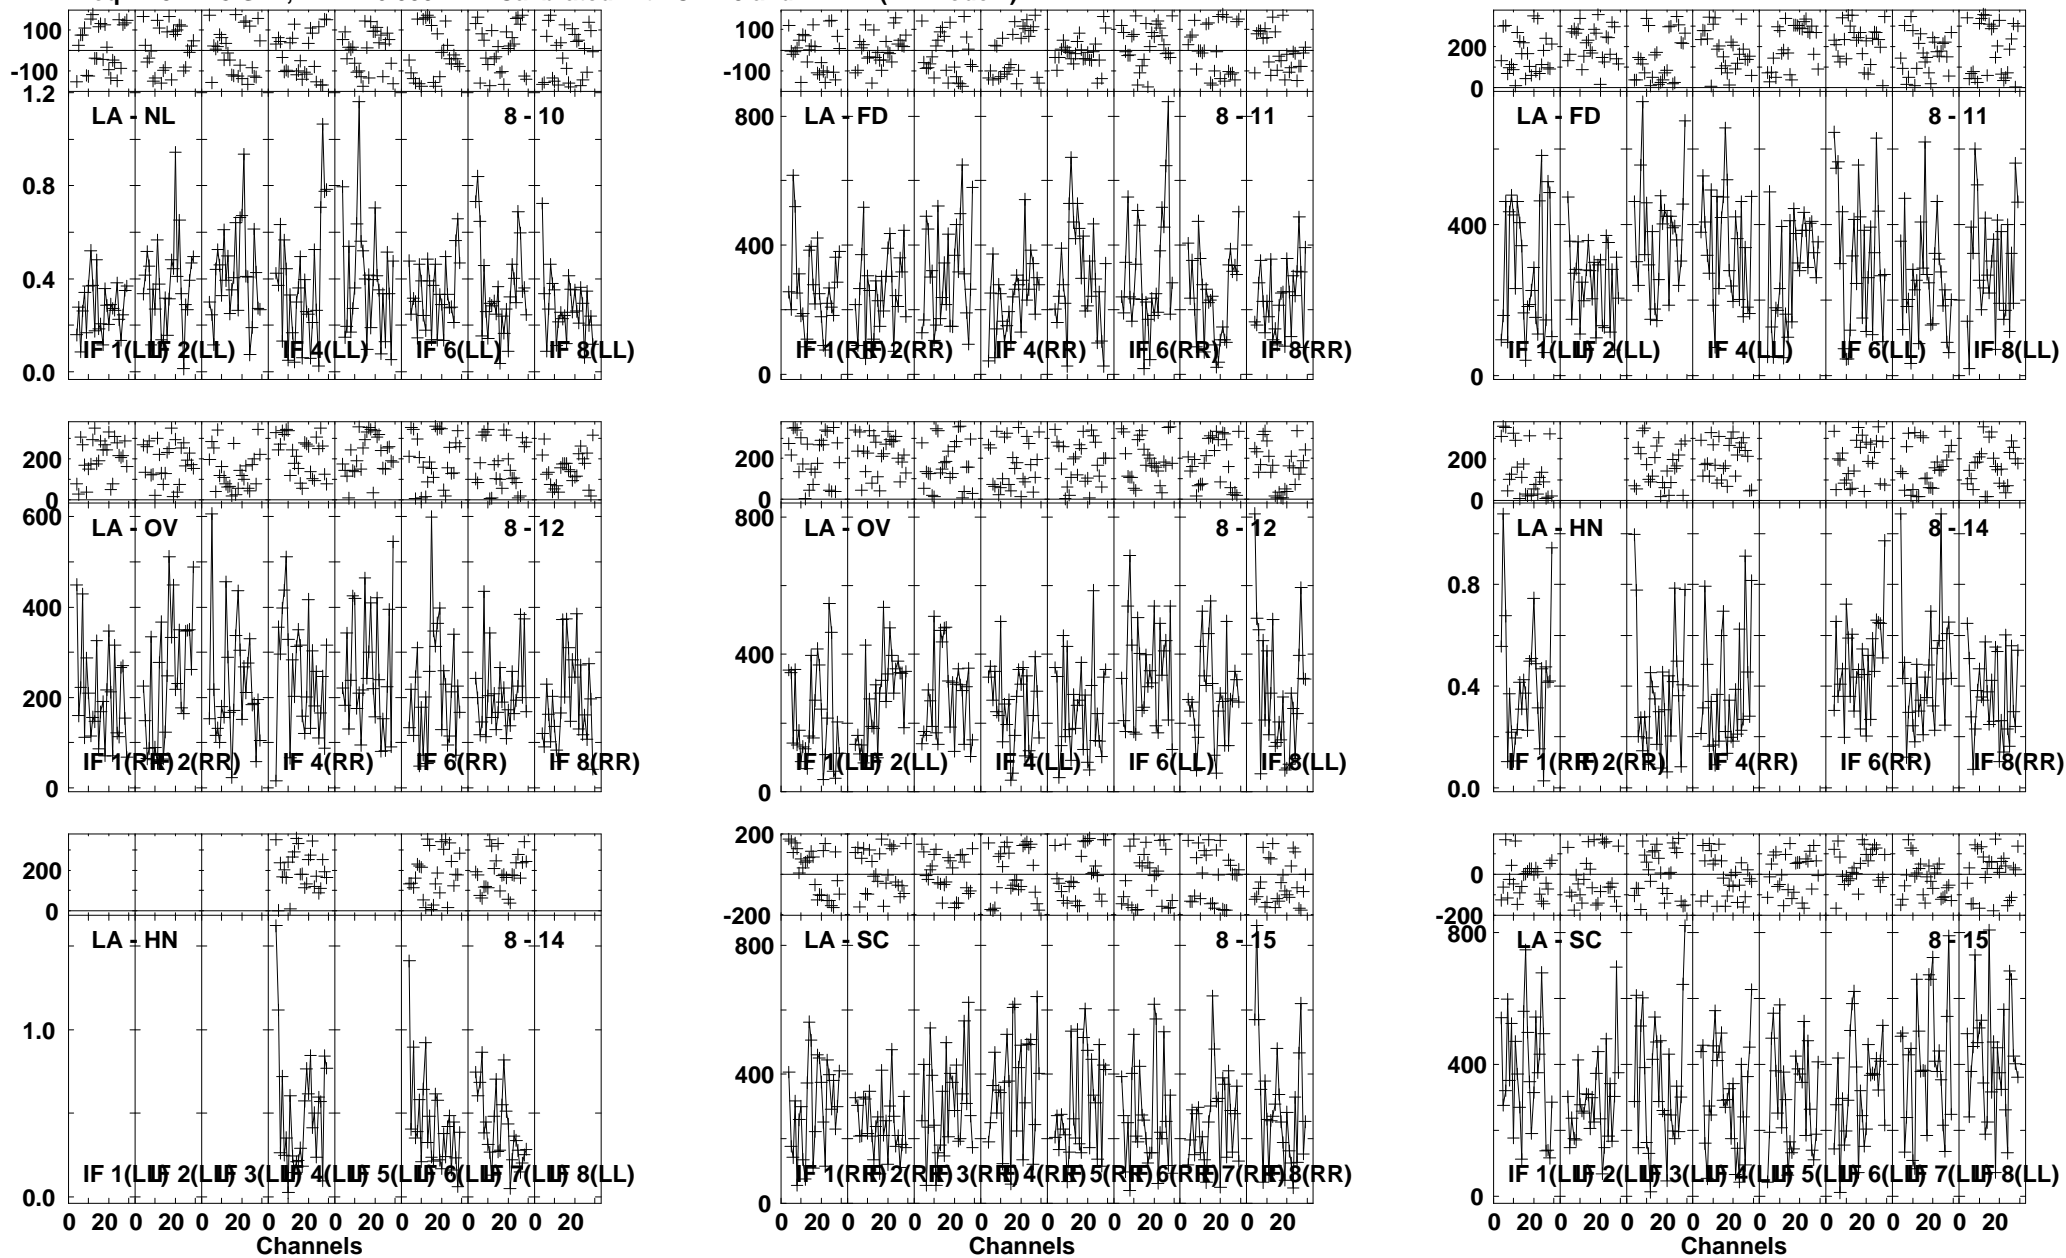 100
-100
1.2
0.8
0.4
0.0
LA - NL 8 - 10
IF 1(LL) IF 2(LL) IF 4(LL) IF 6(LL) IF 8(LL)
100
-100
800
400
0
LA - FD 8 - 11
IF 1(RR) IF 2(RR) IF 4(RR) IF 6(RR) IF 8(RR)
200
0
400
0
LA - FD 8 - 11
IF 1(LL) IF 2(LL) IF 4(LL) IF 6(LL) IF 8(LL)
200
0
600
400
200
0
LA - OV 8 - 12
IF 1(RR) IF 2(RR) IF 4(RR) IF 6(RR) IF 8(RR)
200
0
800
400
0
LA - OV 8 - 12
IF 1(LL) IF 2(LL) IF 4(LL) IF 6(LL) IF 8(LL)
200
0
0.8
0.4
0.0
LA - HN 8 - 14
IF 1(RR) IF 2(RR) IF 4(RR) IF 6(RR) IF 8(RR)
200
0
1.0
0.0
LA - HN 8 - 14
IF 1(LL) IF 2(LL) IF 3(LL) IF 4(LL) IF 5(LL) IF 6(LL) IF 7(LL) IF 8(LL)
0 20 0 20 0 20 0 20 0 20 0 20 0 20 0 20
Channels
200
0
-200
800
400
0
LA - SC 8 - 15
IF 1(RR) IF 2(RR) IF 3(RR) IF 4(RR) IF 5(RR) IF 6(RR) IF 7(RR) IF 8(RR)
0 20 0 20 0 20 0 20 0 20 0 20 0 20 0 20
Channels
0
-200
800
400
0
LA - SC 8 - 15
IF 1(LL) IF 2(LL) IF 3(LL) IF 4(LL) IF 5(LL) IF 6(LL) IF 7(LL) IF 8(LL)
0 20 0 20 0 20 0 20 0 20 0 20 0 20 0 20
Channels